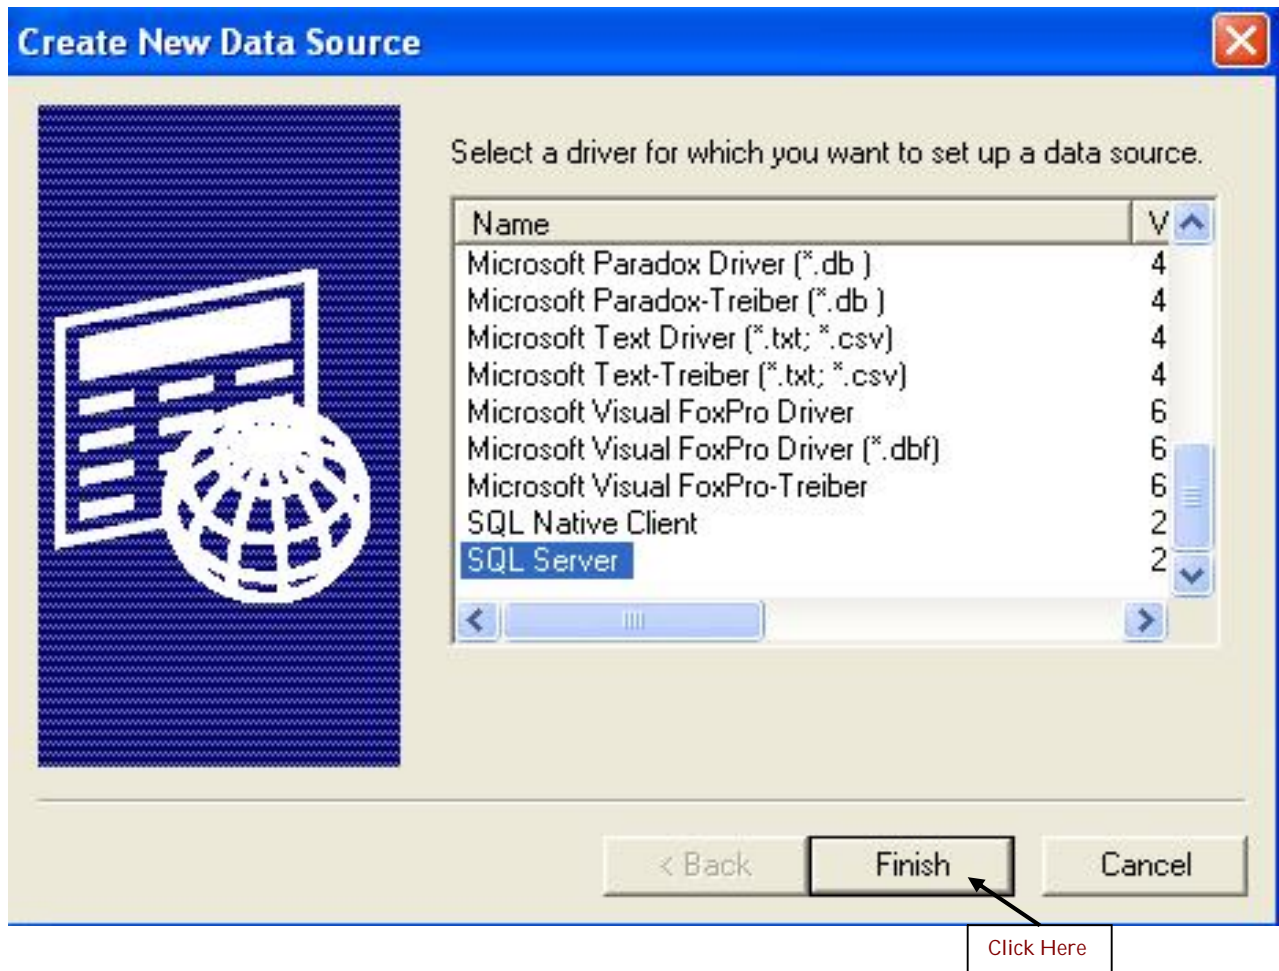 Create New Data Source
Select a driver for which you want to set up a data source.
Name V
Microsoft Paradox Driver (*.db ) 4
Microsoft Paradox-Treiber (*.db ) 4
Microsoft Text Driver (*.txt; *.csv) 4
Microsoft Text-Treiber (*.txt; *.csv) 4
Microsoft Visual FoxPro Driver 6
Microsoft Visual FoxPro Driver (*.dbf) 6
Microsoft Visual FoxPro-Treiber 6
SQL Native Client 2
SQL Server 2
< Back Finish Cancel
Click Here